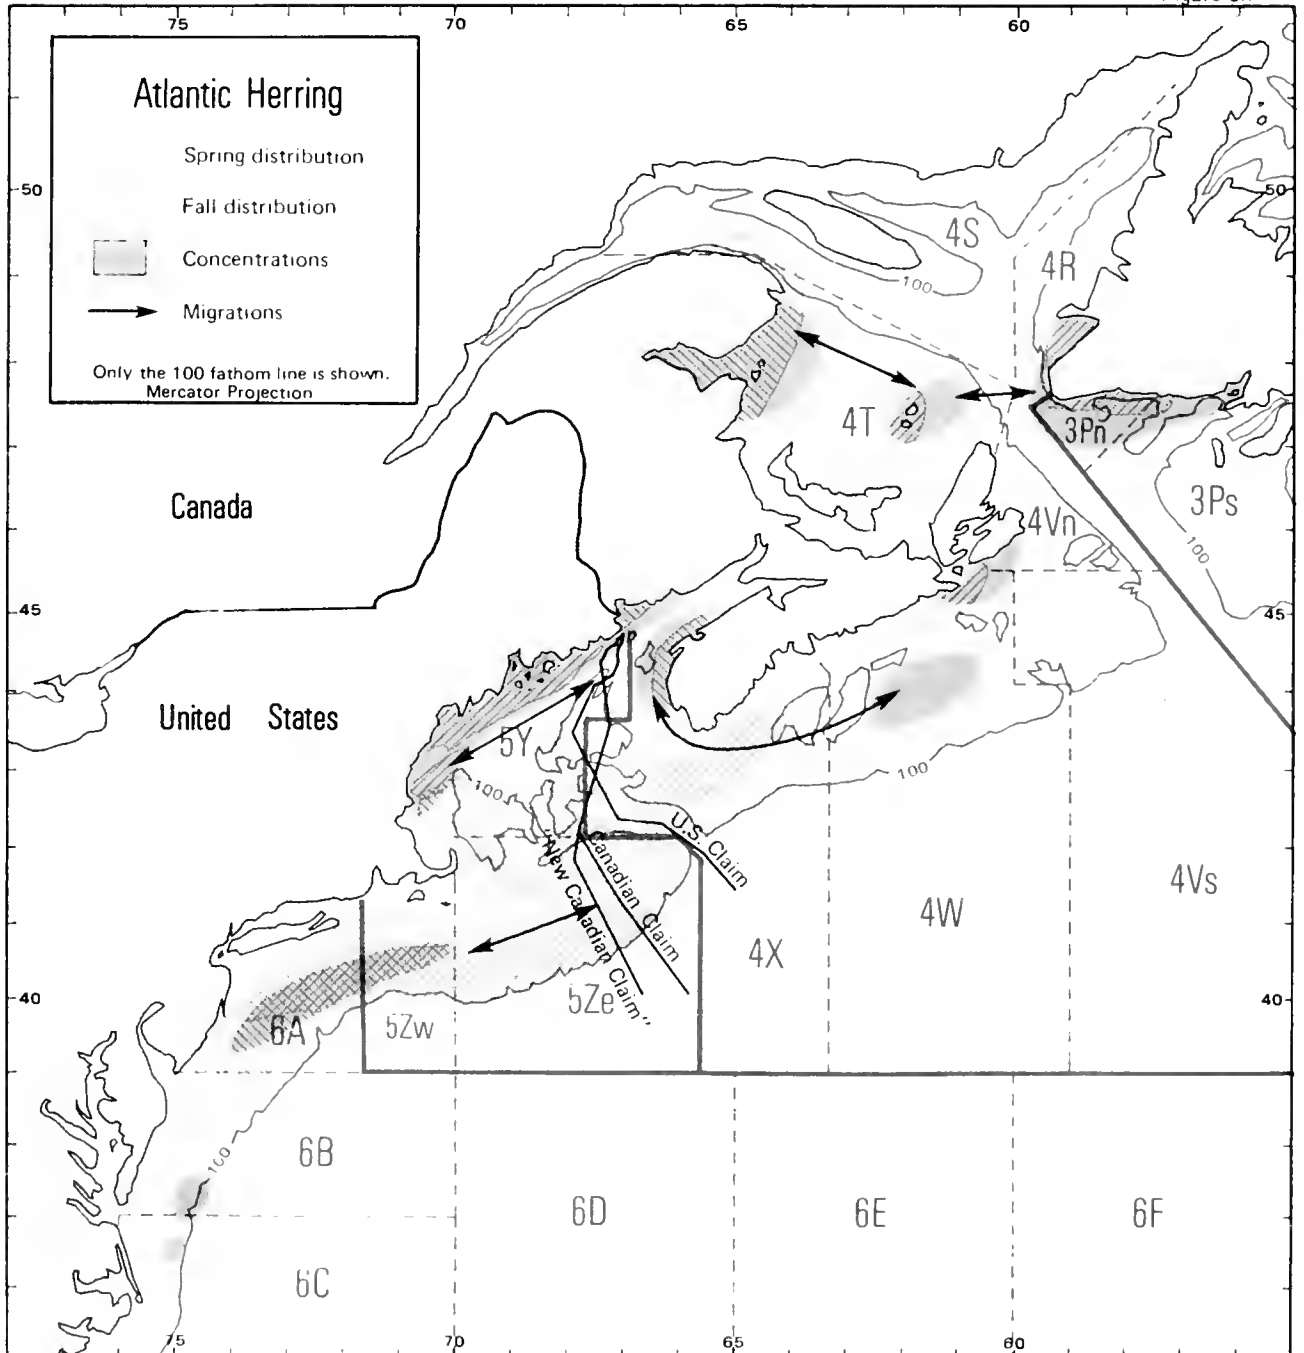 75
70
65
60
Atlantic Herring
Spring distribution
Fall distribution
Concentrations
Migrations
Only the 100 fathom line is shown.
Mercator Projection
50
50
4S
4R
100
4T
3Pn
3Ps
Canada
4Vn
100
45
45
United States
5Y
100
100
U.S. Claim
Canadian Claim
"New Canadian Claim"
4Vs
4W
4X
40
40
5Ze
5Zw
6A
6B
100
6D
6E
6F
6C
75
70
65
60